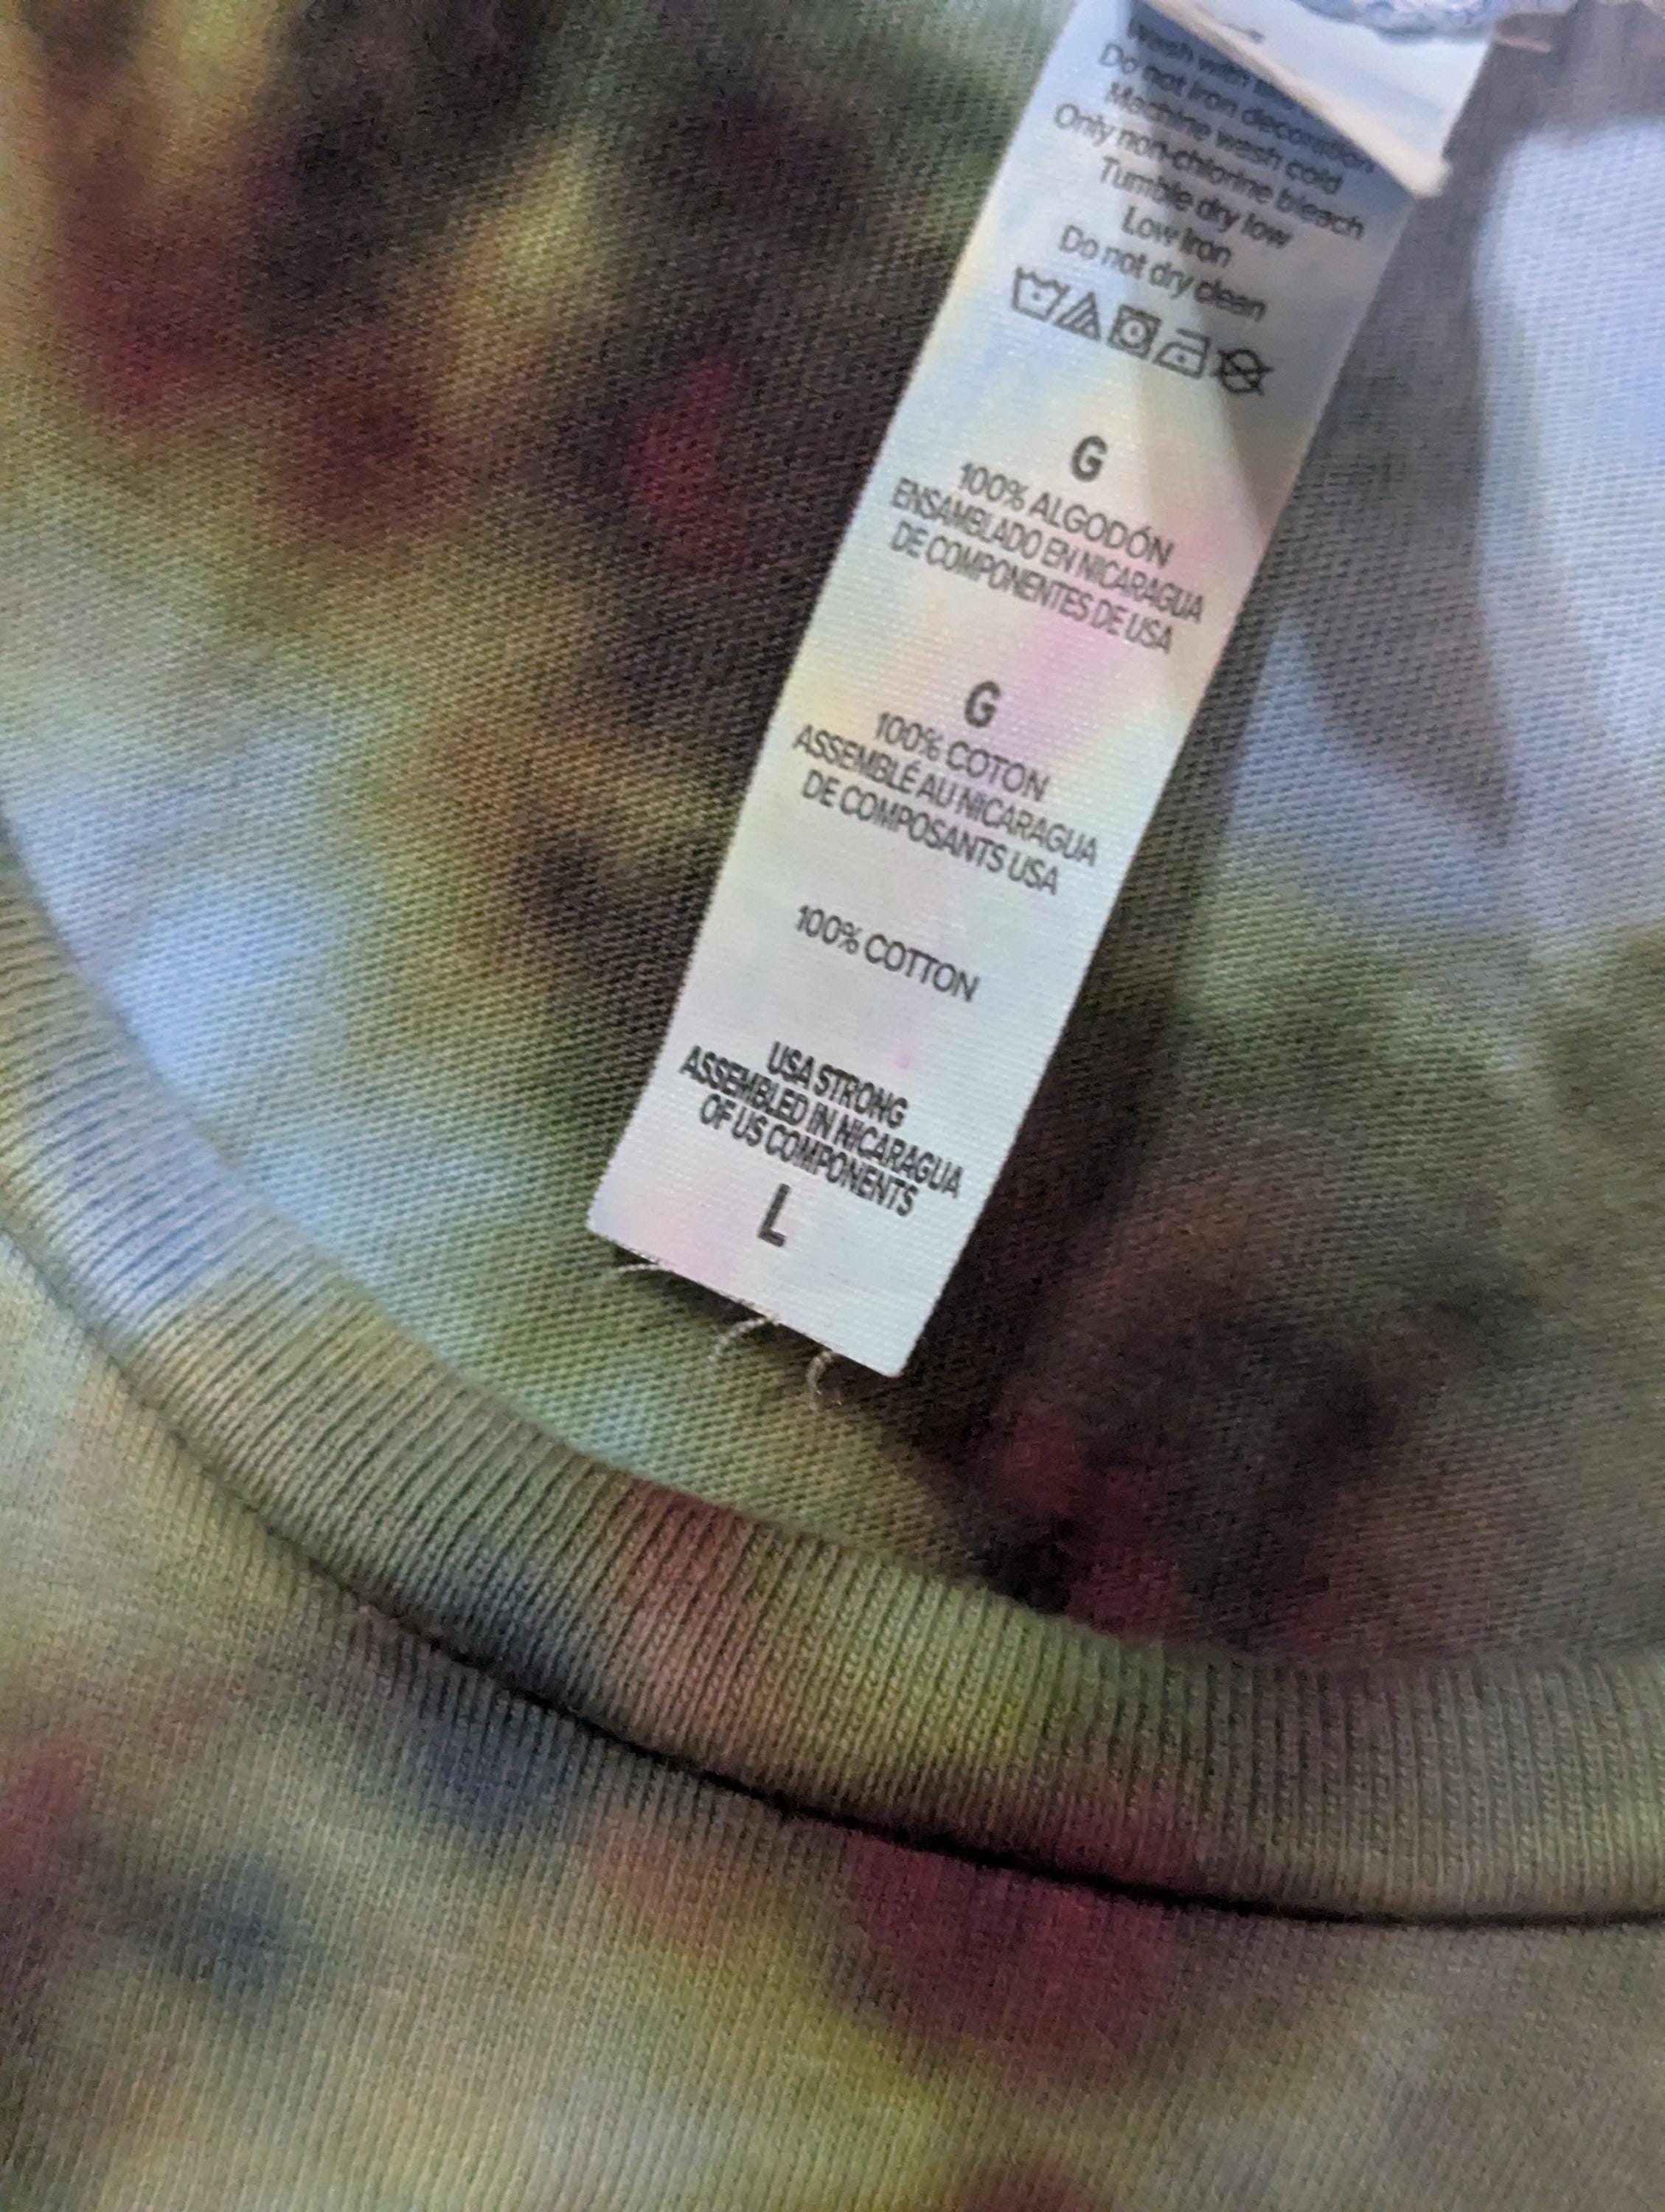 Wash with
Do not iron decoration
Machine wash cold
Only non-chlorine bleach
Tumble dry low
Low iron
Do not dry clean
G
100% ALGODÓN
ENSAMBLADO EN NICARAGUA
DE COMPONENTES DE USA
G
100% COTON
ASSEMBLÉ AU NICARAGUA
DE COMPOSANTS USA
100% COTTON
USA STRONG
ASSEMBLED IN NICARAGUA
OF US COMPONENTS
L